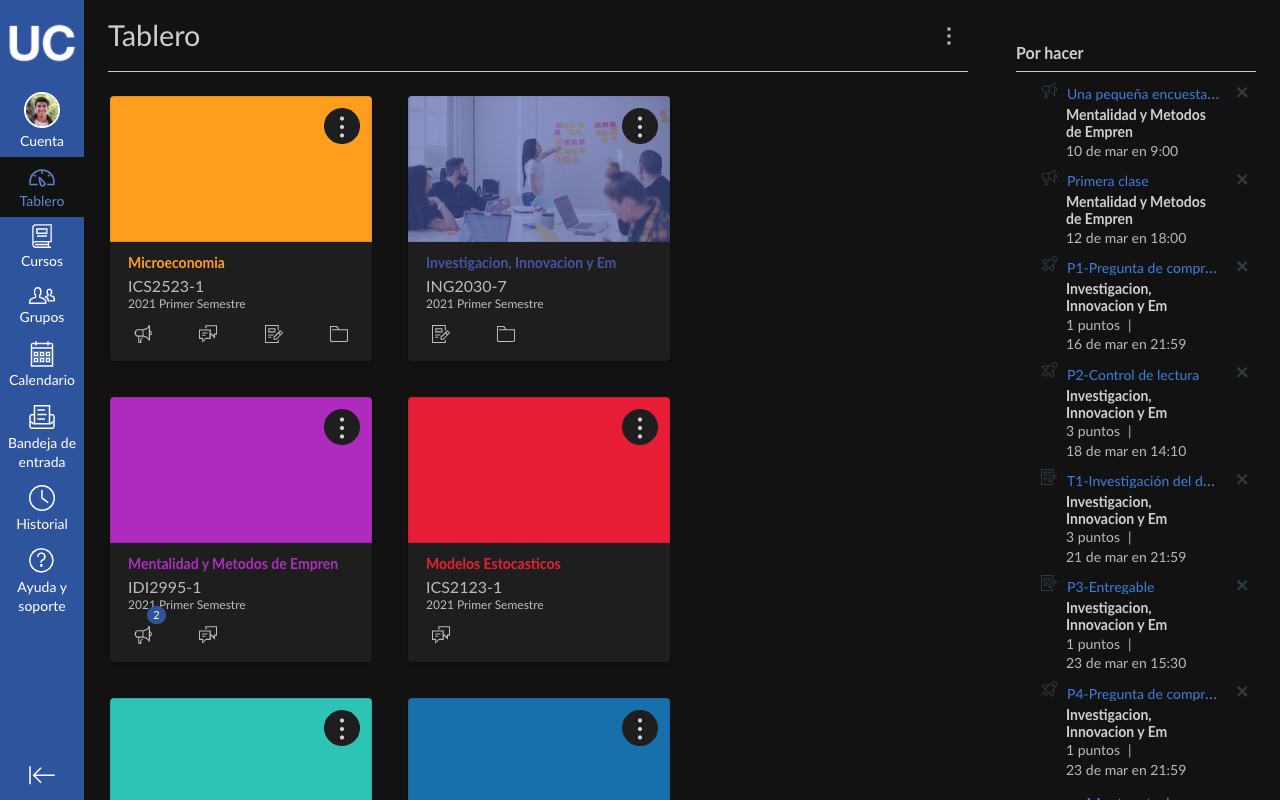 UC
Cuenta
Tablero
Cursos
Grupos
Calendario
Bandeja de
entrada
Historial
Ayuda y
soporte
Tablero
Microeconomia
ICS2523-1
2021 Primer Semestre
Investigacion, Innovacion y Em
ING2030-7
2021 Primer Semestre
Mentalidad y Metodos de Empren
IDI2995-1
2021 Primer Semestre
2
Modelos Estocasticos
ICS2123-1
2021 Primer Semestre
Por hacer
Una pequeña encuesta...
Mentalidad y Metodos
de Empren
10 de mar en 9:00
Primera clase
Mentalidad y Metodos
de Empren
12 de mar en 18:00
P1-Pregunta de compr...
Investigacion,
Innovacion y Em
1 puntos |
16 de mar en 21:59
P2-Control de lectura
Investigacion,
Innovacion y Em
3 puntos |
18 de mar en 14:10
T1-Investigación del d...
Investigacion,
Innovacion y Em
3 puntos |
21 de mar en 21:59
P3-Entregable
Investigacion,
Innovacion y Em
1 puntos |
23 de mar en 15:30
P4-Pregunta de compr...
Investigacion,
Innovacion y Em
1 puntos |
23 de mar en 21:59